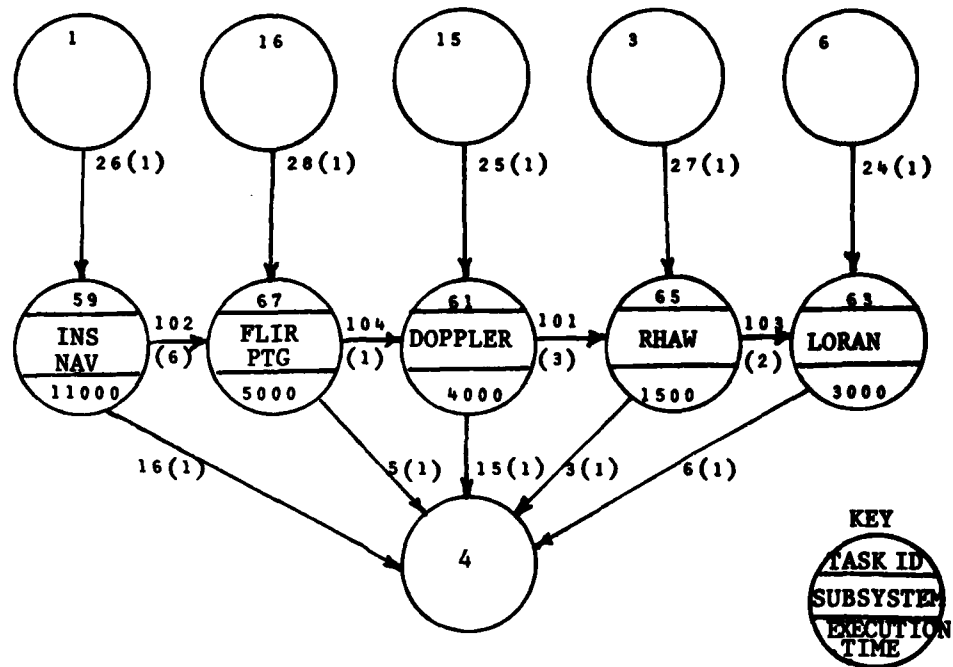 1
16
15
3
6
26(1)
28(1)
25(1)
27(1)
24(1)
59
67
61
65
63
INS
NAV
102
(6)
FLIR
PTG
104
(1)
DOPPLER
101
(3)
RHAW
103
(2)
LORAN
11000
5000
4000
1500
3000
16(1)
5(1)
15(1)
3(1)
6(1)
4
KEY
TASK ID
SUBSYSTEM
EXECUTION
TIME